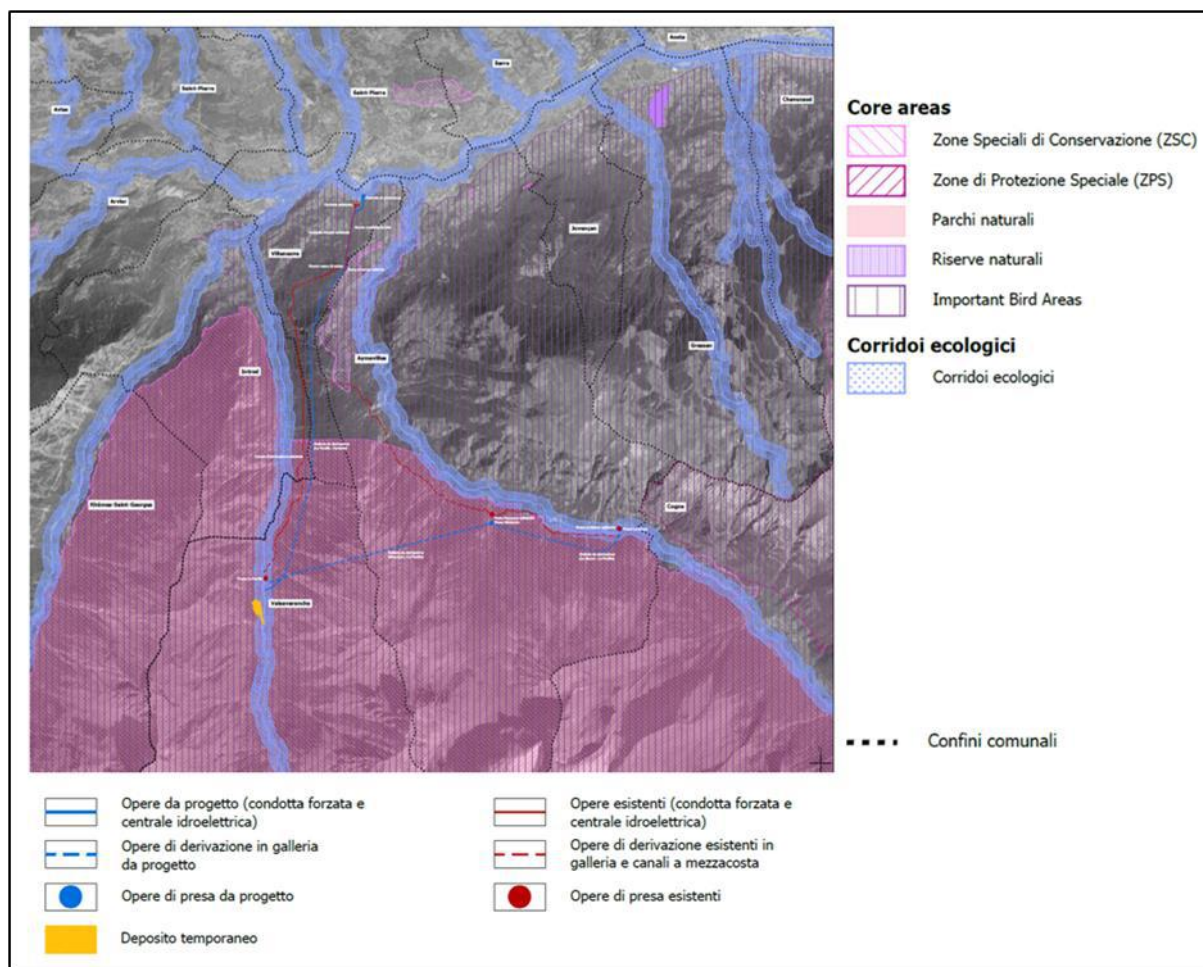 Aosta
Sarre
Saint-Pierre
Saint-Pierre
Charvensod
Arvier
Villeneuve
Jovençan
Gressan
Introd
Aymavilles
Rhêmes-Saint-Georges
Cogne
Valsavarenche
Core areas
Zone Speciali di Conservazione (ZSC)
Zone di Protezione Speciale (ZPS)
Parchi naturali
Riserve naturali
Important Bird Areas
Corridoi ecologici
Corridoi ecologici
Confini comunali
Opere da progetto (condotta forzata e
centrale idroelettrica)
Opere di derivazione in galleria
da progetto
Opere di presa da progetto
Deposito temporaneo
Opere esistenti (condotta forzata e
centrale idroelettrica)
Opere di derivazione esistenti in
galleria e canali a mezzacosta
Opere di presa esistenti